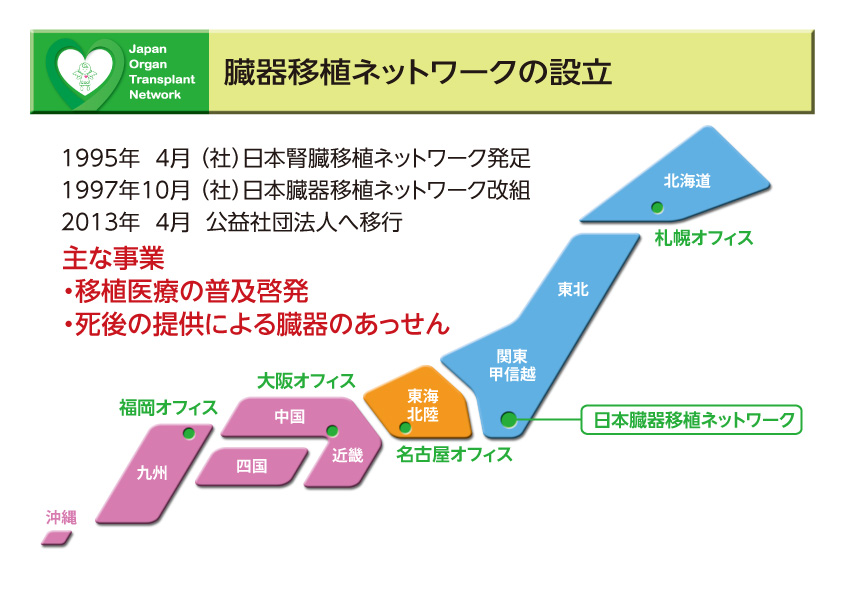 Japan
Organ
Transplant
Network
臓器移植ネットワークの設立
1995年 4月（社）日本腎臓移植ネットワーク発足
1997年10月（社）日本臓器移植ネットワーク改組
2013年 4月 公益社団法人へ移行
主な事業
・移植医療の普及啓発
・死後の提供による臓器のあっせん
北海道
札幌オフィス
東北
関東
甲信越
日本臓器移植ネットワーク
東海
北陸
名古屋オフィス
大阪オフィス
中国
近畿
四国
福岡オフィス
九州
沖縄